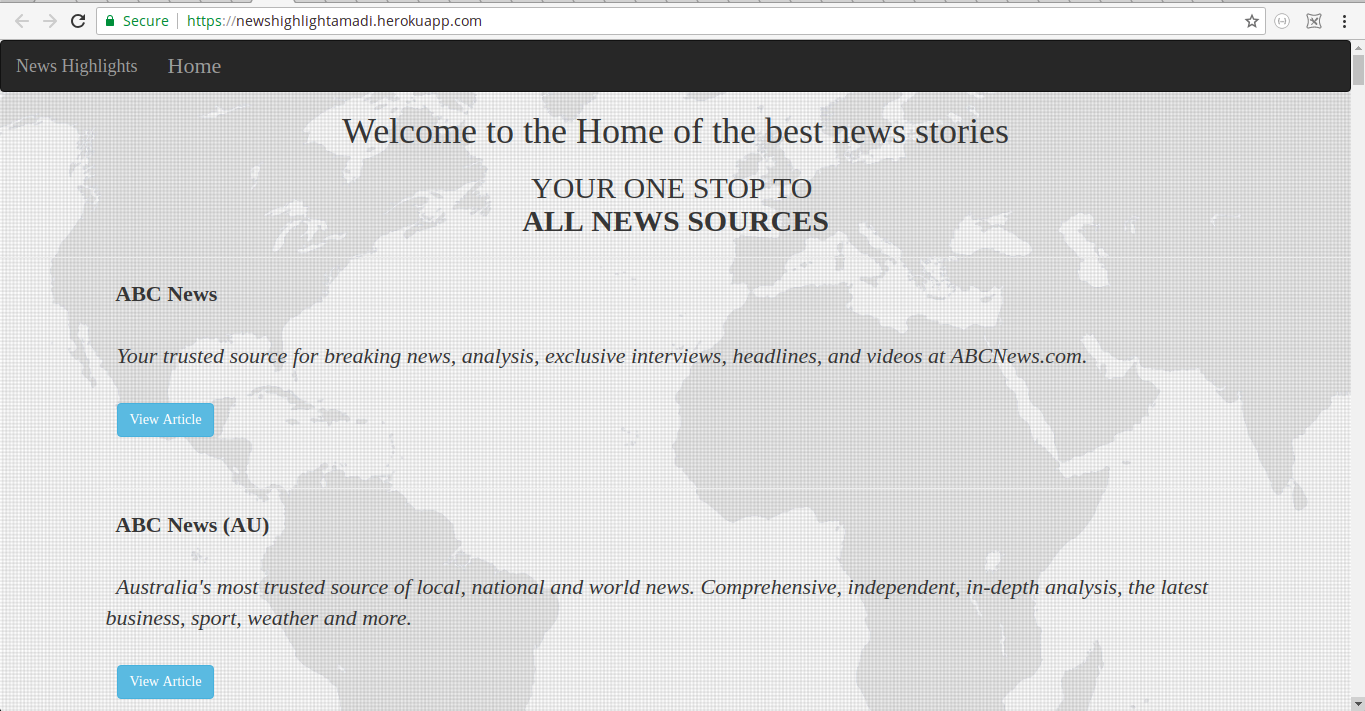 Secure https://newshighlightamadi.herokuapp.com
News Highlights Home
Welcome to the Home of the best news stories
YOUR ONE STOP TO
ALL NEWS SOURCES
ABC News
Your trusted source for breaking news, analysis, exclusive interviews, headlines, and videos at ABCNews.com.
View Article
ABC News (AU)
Australia's most trusted source of local, national and world news. Comprehensive, independent, in-depth analysis, the latest
business, sport, weather and more.
View Article